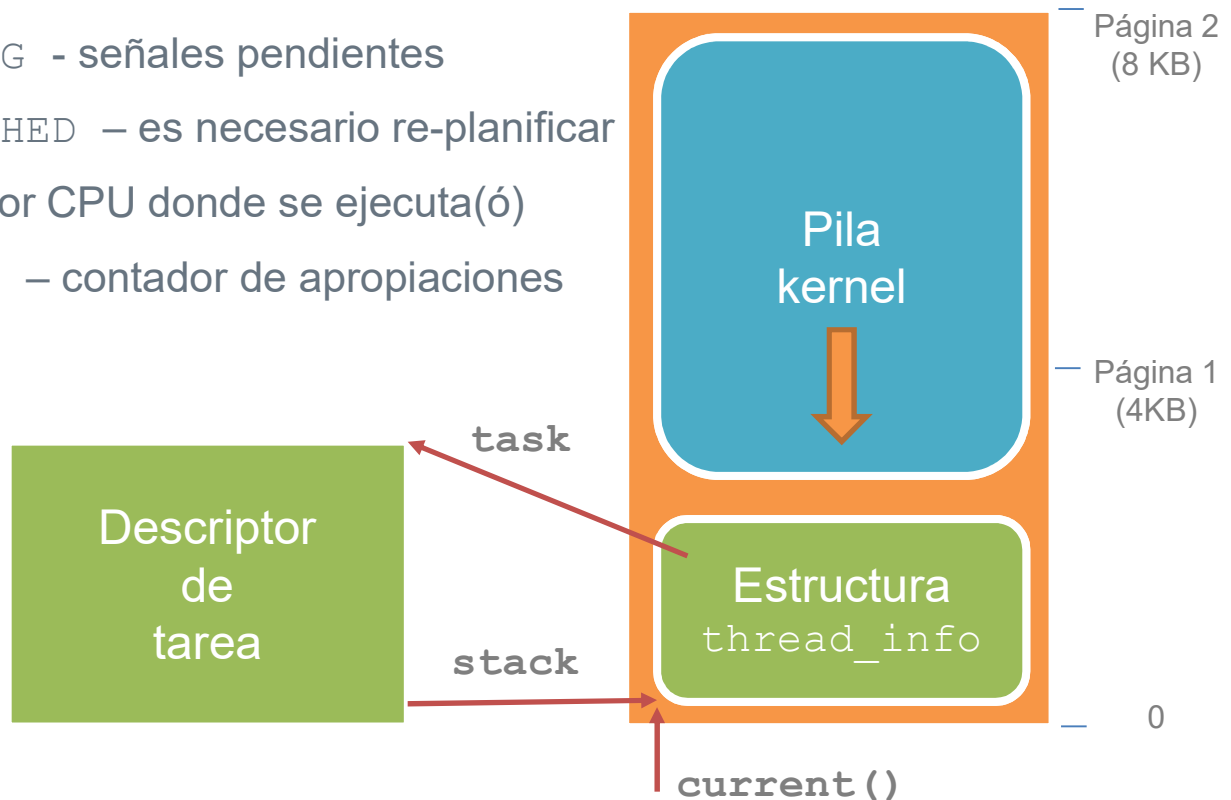 G - señales pendientes
HED – es necesario re-planificar
or CPU donde se ejecuta(ó)
– contador de apropiaciones
Página 2
(8 KB)
Pila
kernel
Página 1
(4KB)
task
Descriptor
de
tarea
Estructura
thread_info
stack
0
current()